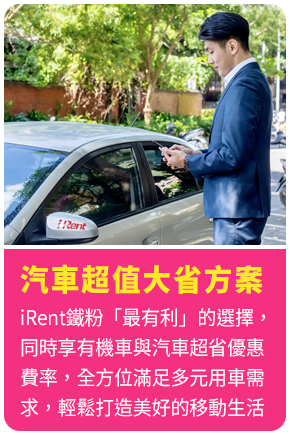 iRent
汽車超值大省方案
iRent鐵粉「最有利」的選擇，
同時享有機車與汽車超省優惠
費率，全方位滿足多元用車需
求，輕鬆打造美好的移動生活